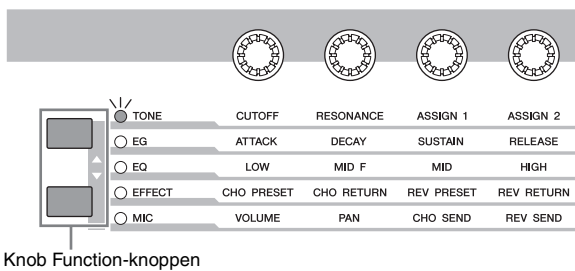 TONE CUTOFF RESONANCE ASSIGN 1 ASSIGN 2
EG ATTACK DECAY SUSTAIN RELEASE
EQ LOW MID F MID HIGH
EFFECT CHO PRESET CHO RETURN REV PRESET REV RETURN
MIC VOLUME PAN CHO SEND REV SEND
Knob Function-knoppen